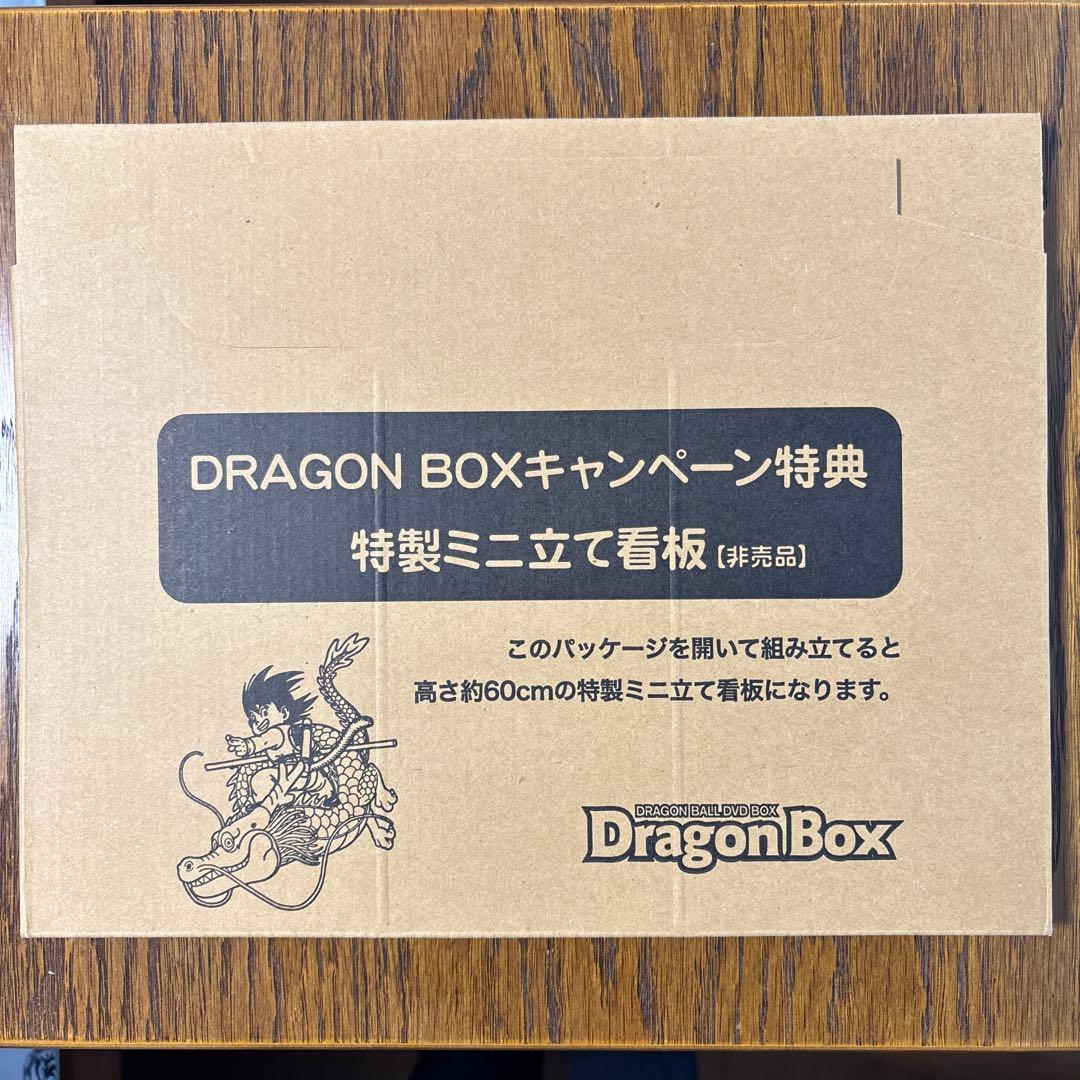 DRAGON BOXキャンペーン特典
特製ミニ立て看板【非売品】
このパッケージを開いて組み立てると
高さ約60cmの特製ミニ立て看板になります。
DRAGON BALL DVD BOX
DragonBox